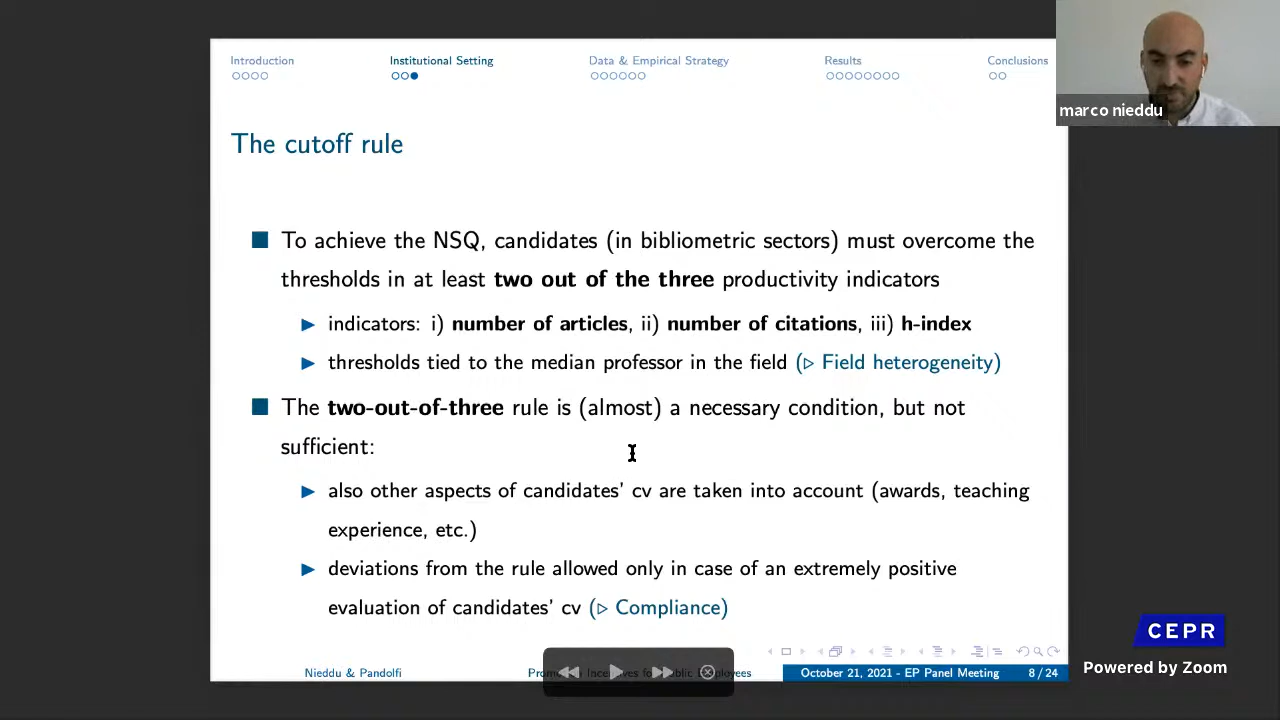 Introduction
Institutional Setting
Data & Empirical Strategy
Results
Conclusions
marco nieddu
The cutoff rule
To achieve the NSQ, candidates (in bibliometric sectors) must overcome the
thresholds in at least two out of the three productivity indicators
indicators: i) number of articles, ii) number of citations, iii) h-index
thresholds tied to the median professor in the field (▷ Field heterogeneity)
The two-out-of-three rule is (almost) a necessary condition, but not
sufficient:
also other aspects of candidates' cv are taken into account (awards, teaching
experience, etc.)
deviations from the rule allowed only in case of an extremely positive
evaluation of candidates' cv (▷ Compliance)
CEPR
Powered by Zoom
Nieddu & Pandolfi
Incentives for
October 21, 2021 - EP Panel Meeting
8 / 24